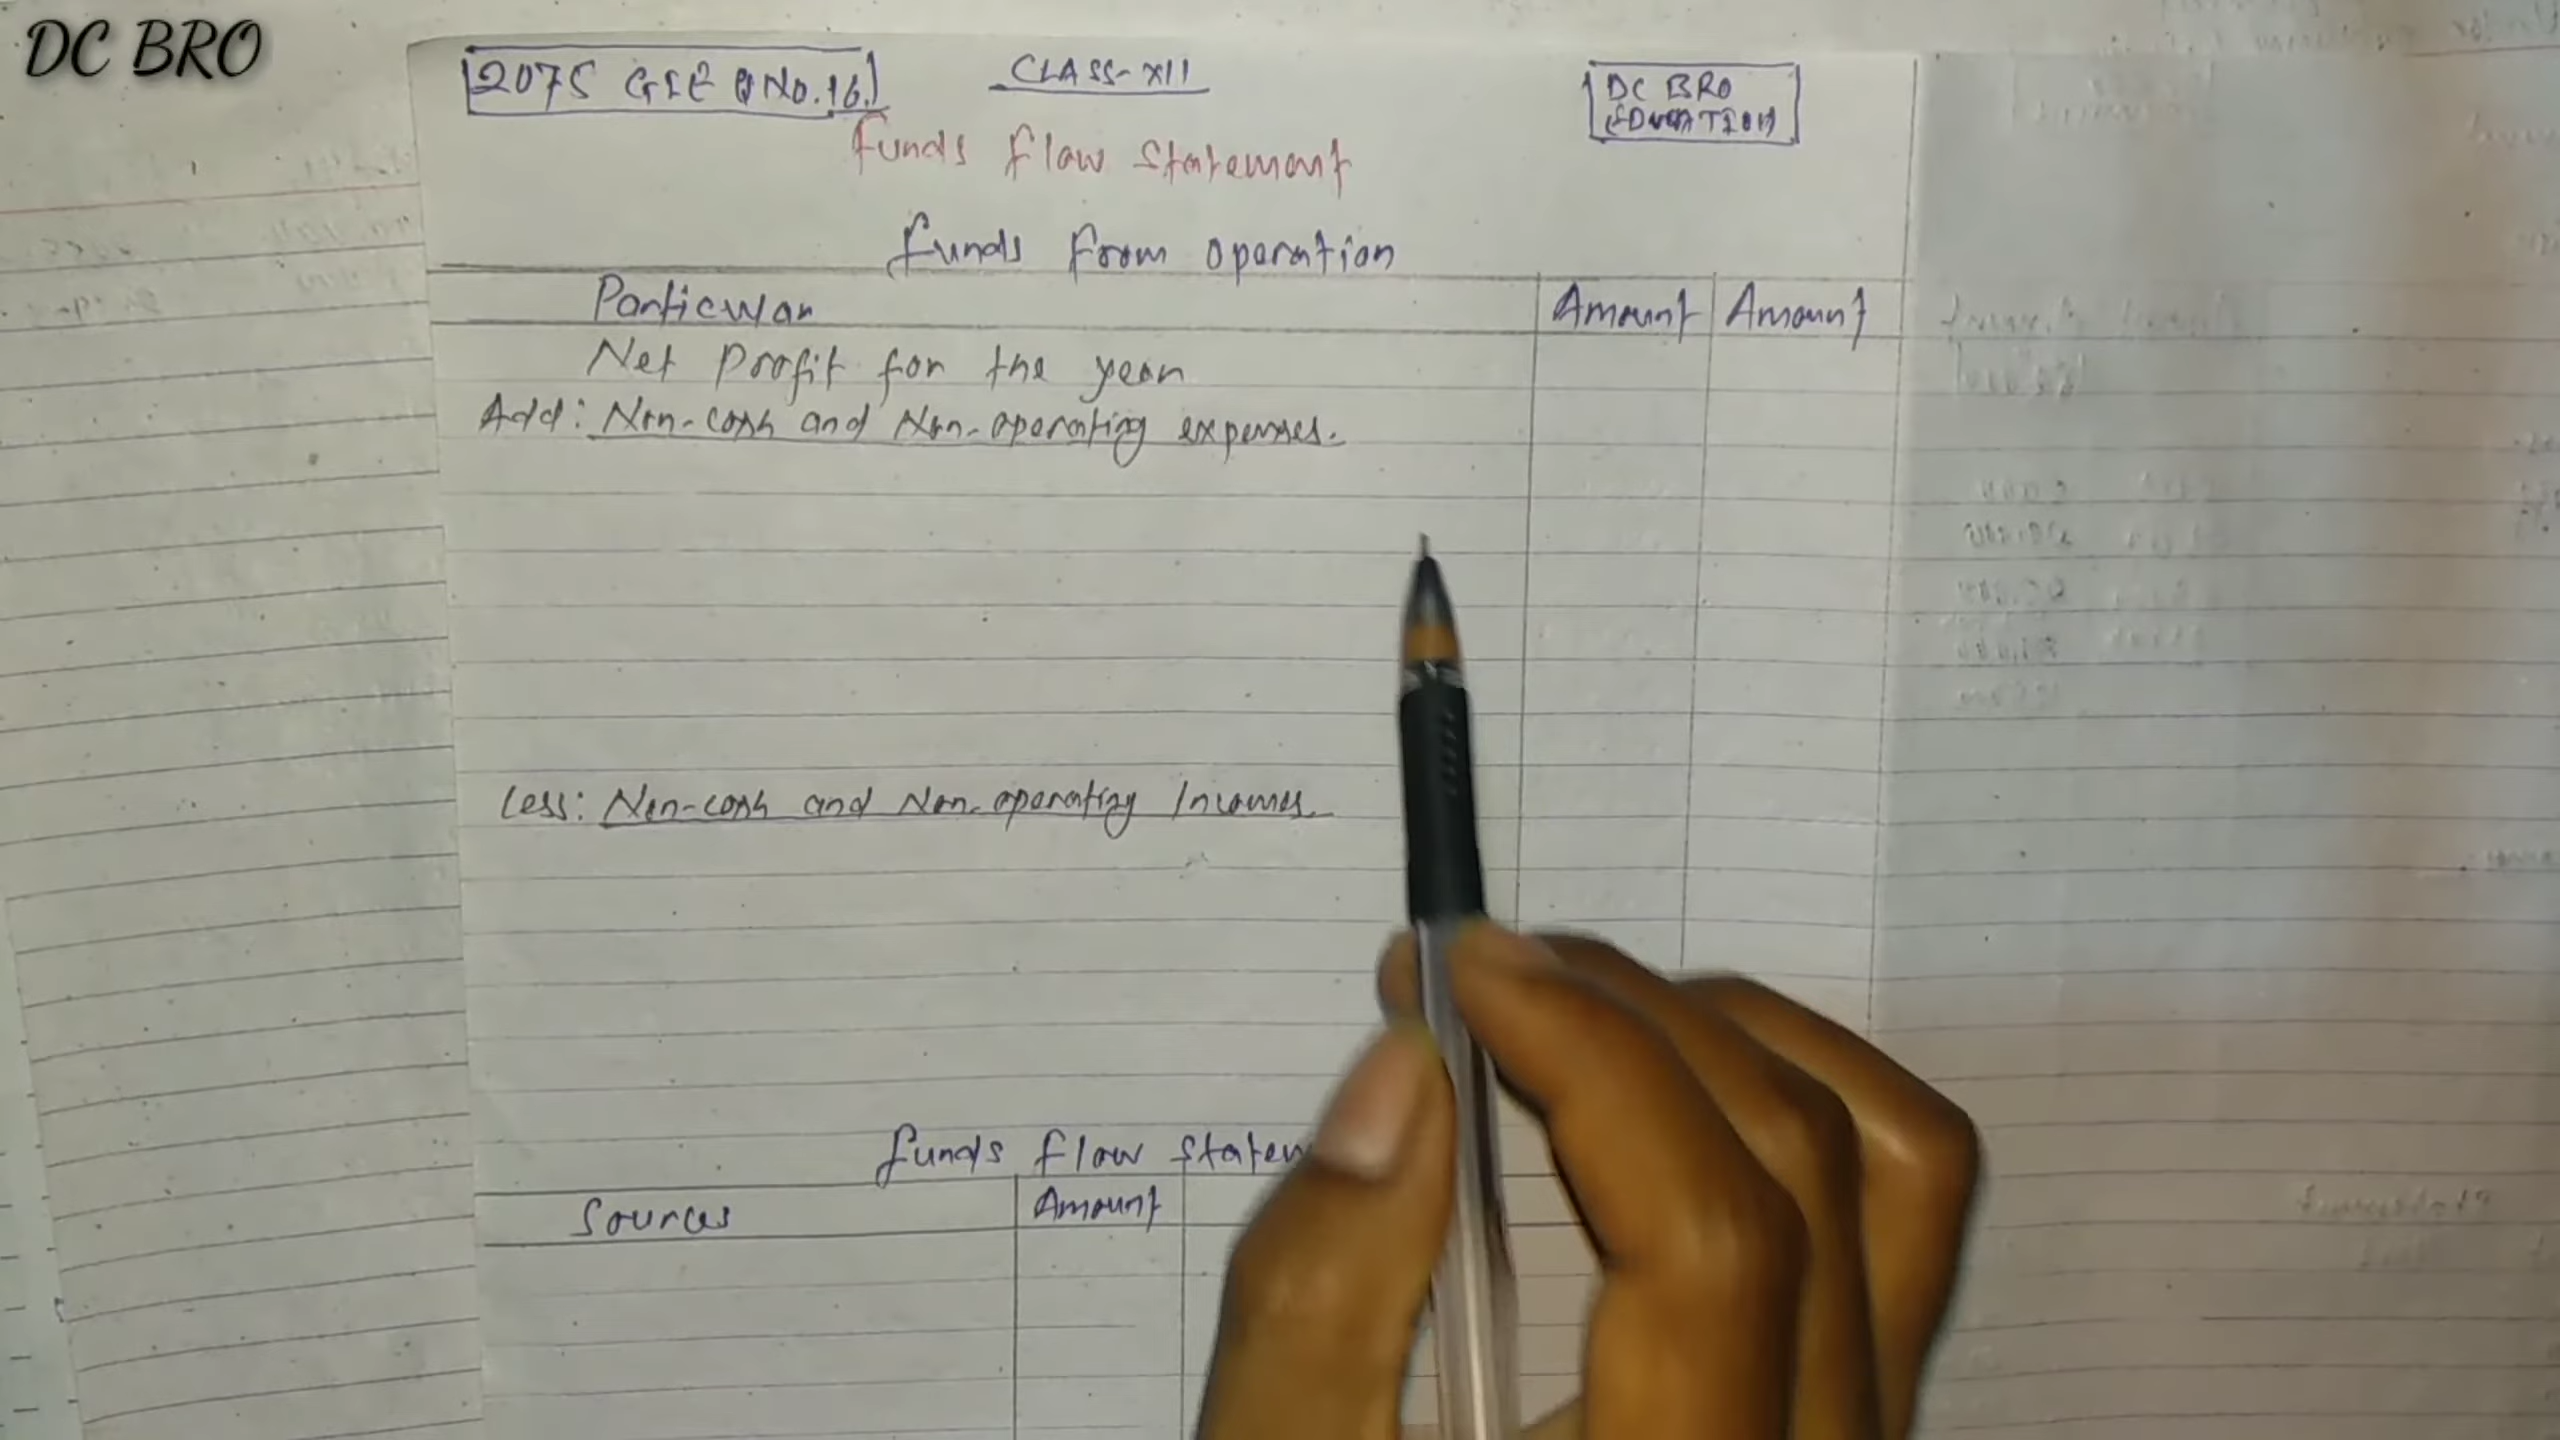 DC BRO
2075 GIE Q No. 16.
CLASS-XII
DC BRO
EDUCATION
Funds Flow Statement
Funds From Operation
Particular Amount Amount
Net Profit for the year
Add: Non-cash and Non-operating expenses.
Less: Non-cash and Non-operating Incomes.
Funds Flow Statem
Sources Amount